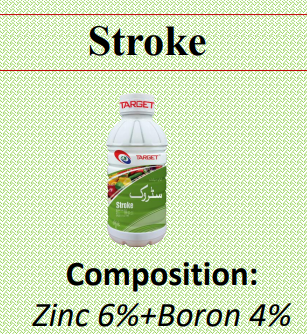 Stroke
TARGET
TARGET
سٹروک
Stroke
Composition:
Zinc 6%+Boron 4%